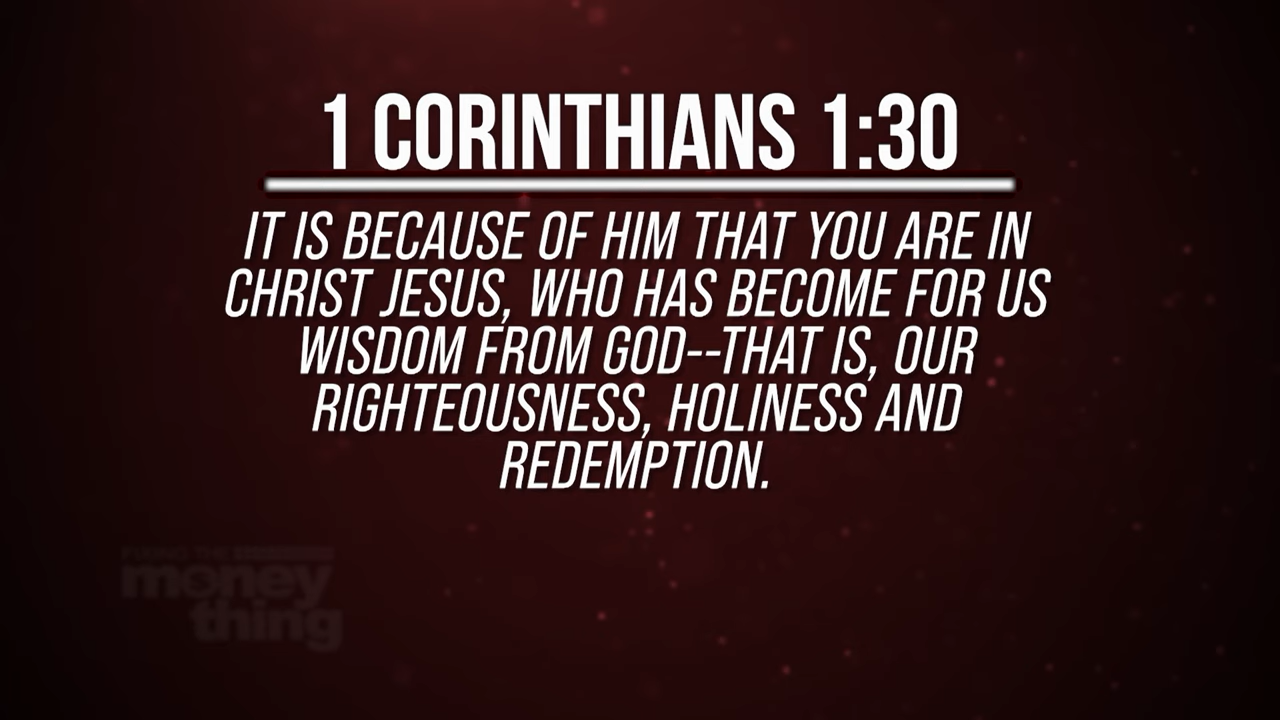 1 CORINTHIANS 1:30
IT IS BECAUSE OF HIM THAT YOU ARE IN
CHRIST JESUS, WHO HAS BECOME FOR US
WISDOM FROM GOD--THAT IS, OUR
RIGHTEOUSNESS, HOLINESS AND
REDEMPTION.
THE
money
thing